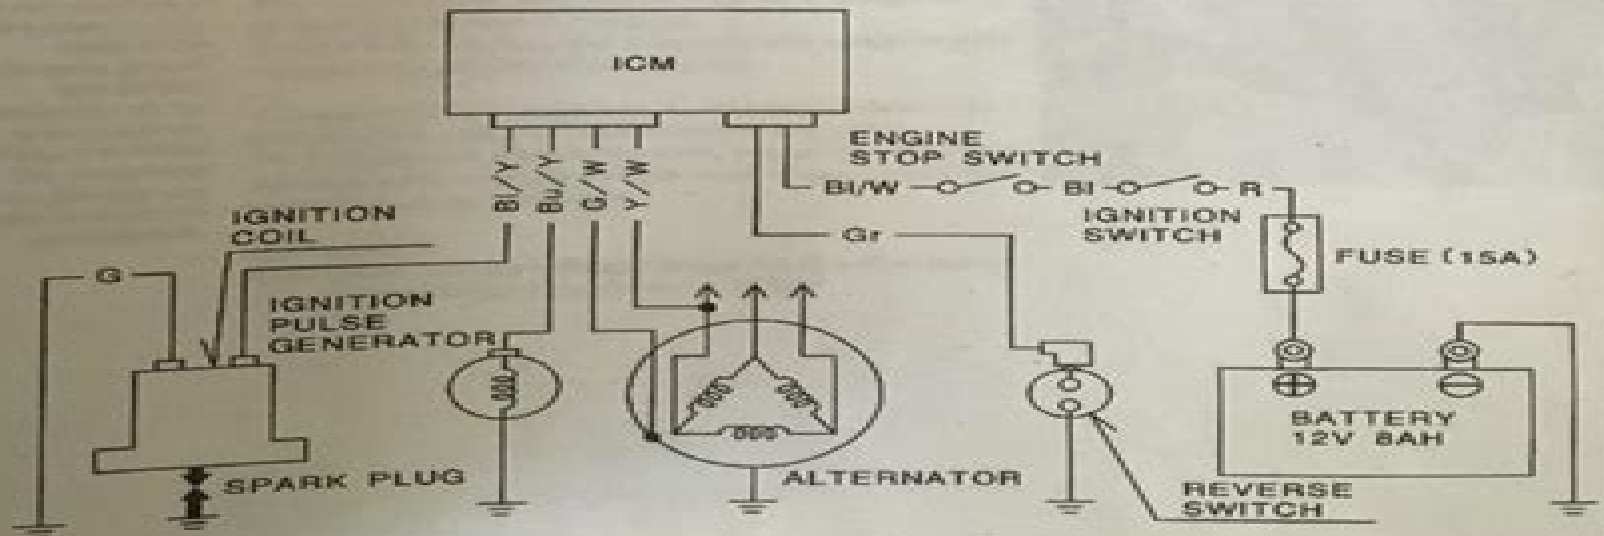 ICM
ENGINE
STOP SWITCH
Bl/Y
Bu/Y
G/W
Y/W
Bl/W
Bl
R
IGNITION
COIL
IGNITION
SWITCH
Gr
FUSE (15A)
G
IGNITION
PULSE
GENERATOR
BATTERY
12V 8AH
SPARK PLUG
ALTERNATOR
REVERSE
SWITCH